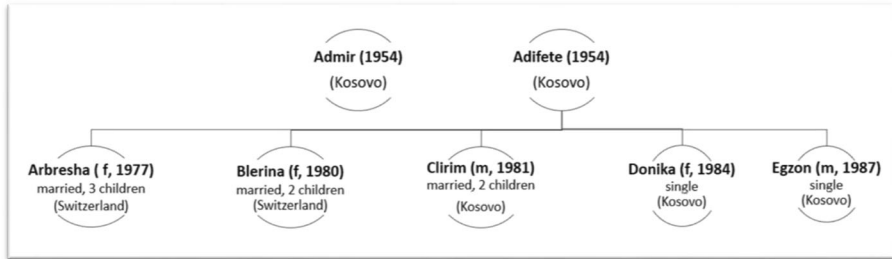 Admir (1954)
(Kosovo)
Adifete (1954)
(Kosovo)
Arbresha ( f, 1977)
married, 3 children
(Switzerland)
Blerina (f, 1980)
married, 2 children
(Switzerland)
Clirim (m, 1981)
married, 2 children
(Kosovo)
Donika (f, 1984)
single
(Kosovo)
Egzon (m, 1987)
single
(Kosovo)